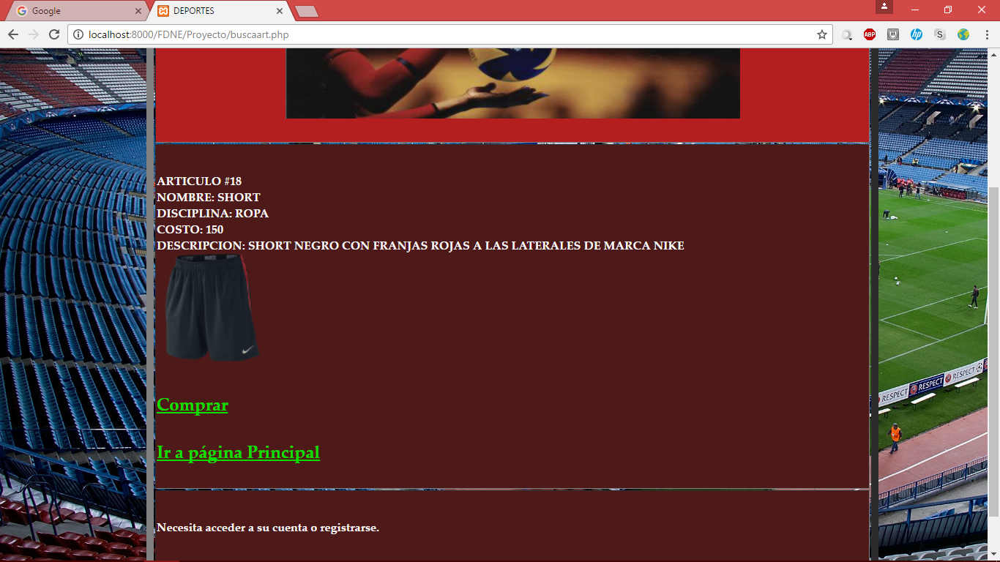 Google
DEPORTES
localhost:8000/FDNE/Proyecto/buscaart.php
ABP
hp
S
ARTICULO #18
NOMBRE: SHORT
DISCIPLINA: ROPA
COSTO: 150
DESCRIPCION: SHORT NEGRO CON FRANJAS ROJAS A LAS LATERALES DE MARCA NIKE
Comprar
Ir a página Principal
Necesita acceder a su cuenta o registrarse.
RESPECT
RESPECT
RESPECT